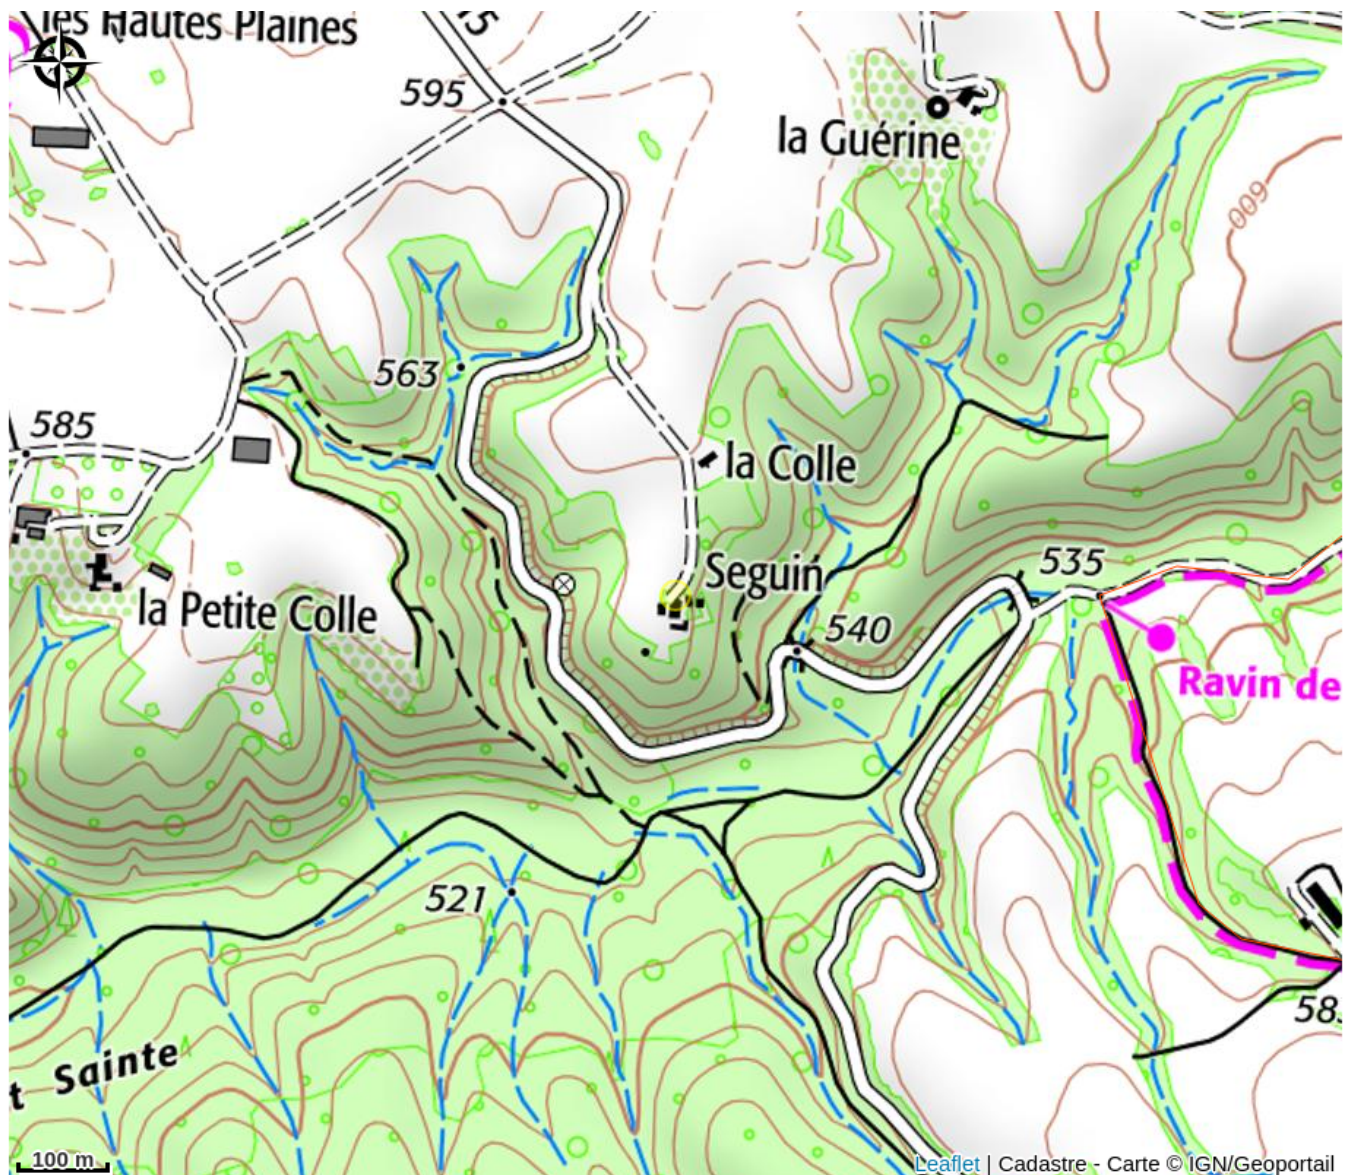 les Hautes Plaines
15
595
la Guérine
600
563
585
la Colle
Seguin
535
la Petite Colle
540
Ravin de
521
58
t Sainte
100 m
Leaflet | Cadastre - Carte © IGN/Geoportail